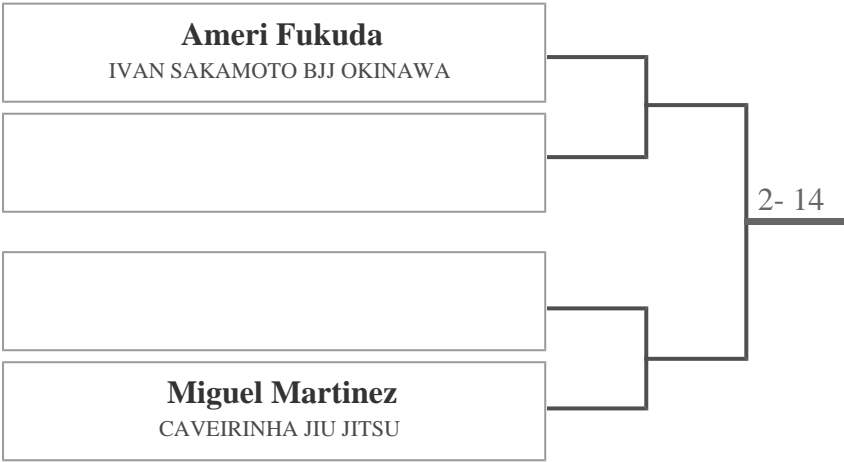 Ameri Fukuda
IVAN SAKAMOTO BJJ OKINAWA
2- 14
Miguel Martinez
CAVEIRINHA JIU JITSU